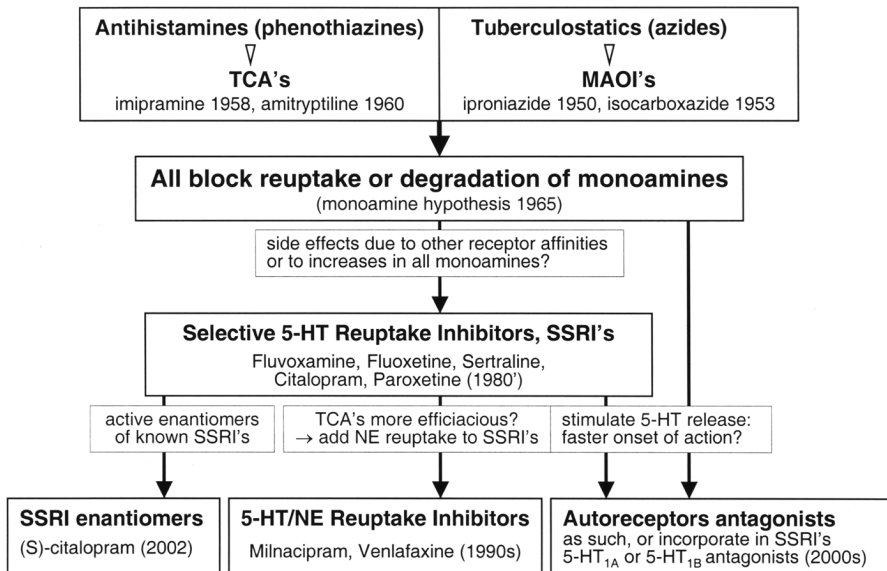 Antihistamines (phenothiazines)
TCA's
imipramine 1958, amitryptiline 1960
Tuberculostatics (azides)
MAOI's
iproniazide 1950, isocarboxazide 1953
All block reuptake or degradation of monoamines
(monoamine hypothesis 1965)
side effects due to other receptor affinities
or to increases in all monoamines?
Selective 5-HT Reuptake Inhibitors, SSRI's
Fluvoxamine, Fluoxetine, Sertraline,
Citalopram, Paroxetine (1980')
active enantiomers
of known SSRI's
TCA's more efficiacious?
→ add NE reuptake to SSRI's
stimulate 5-HT release:
faster onset of action?
SSRI enantiomers
(S)-citalopram (2002)
5-HT/NE Reuptake Inhibitors
Milnacipram, Venlafaxine (1990s)
Autoreceptors antagonists
as such, or incorporate in SSRI's
5-HT1A or 5-HT1B antagonists (2000s)